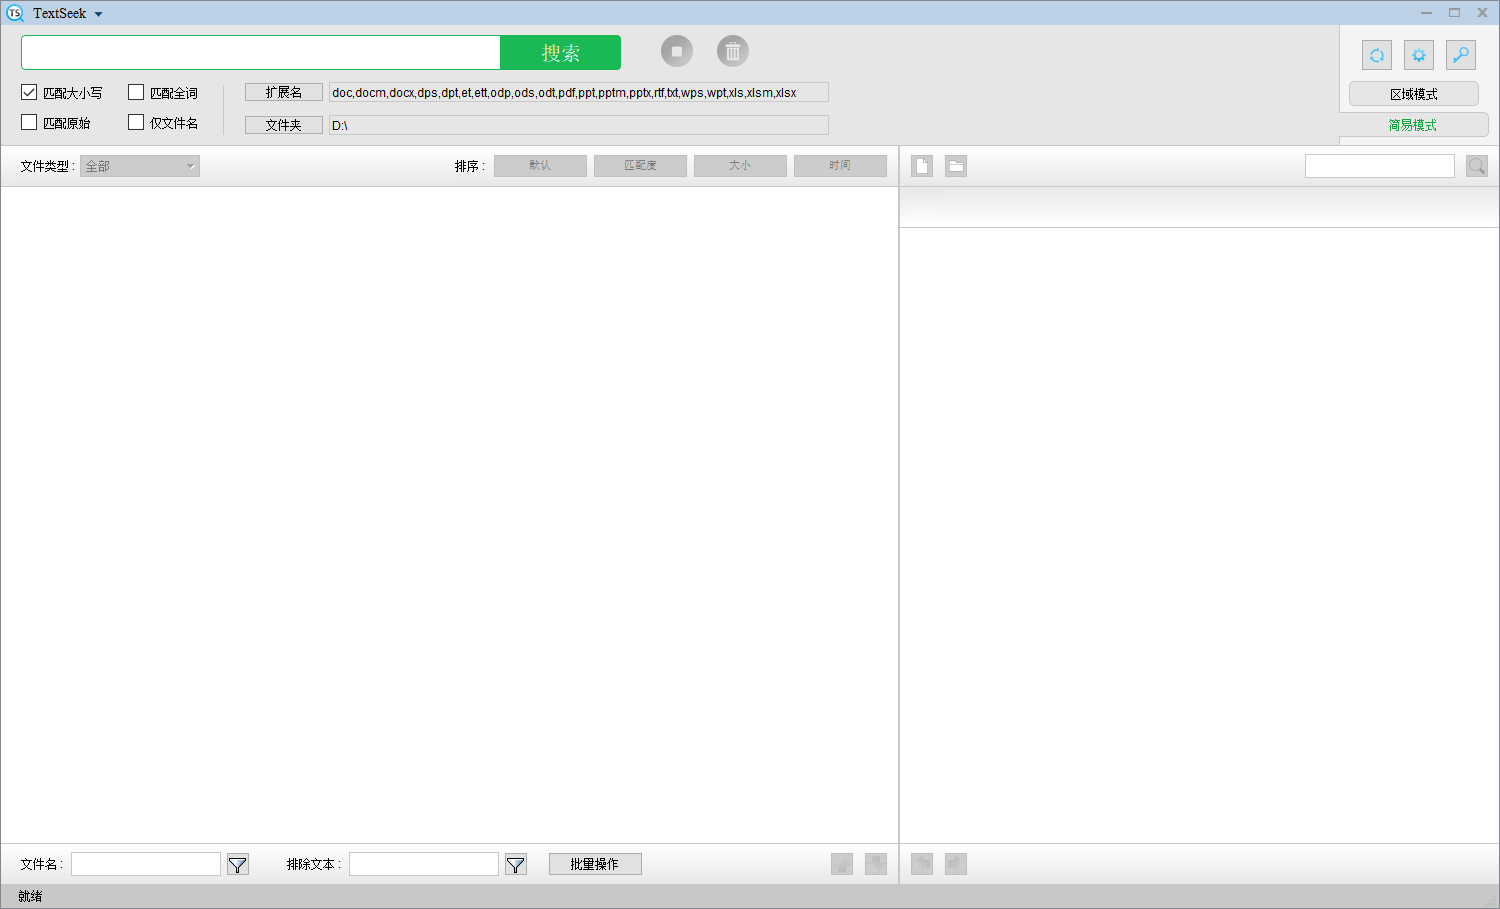 TS TextSeek
搜索
匹配大小写 匹配全词 扩展名 doc,docm,docx,dps,dpt,et,ett,odp,ods,odt,pdf,ppt,pptm,pptx,rtf,txt,wps,wpt,xls,xlsm,xlsx
区域模式
匹配原始 仅文件名 文件夹 D:\
简易模式
文件类型: 全部 排序: 默认 匹配度 大小 时间
文件名: 排除文本: 批量操作
就绪